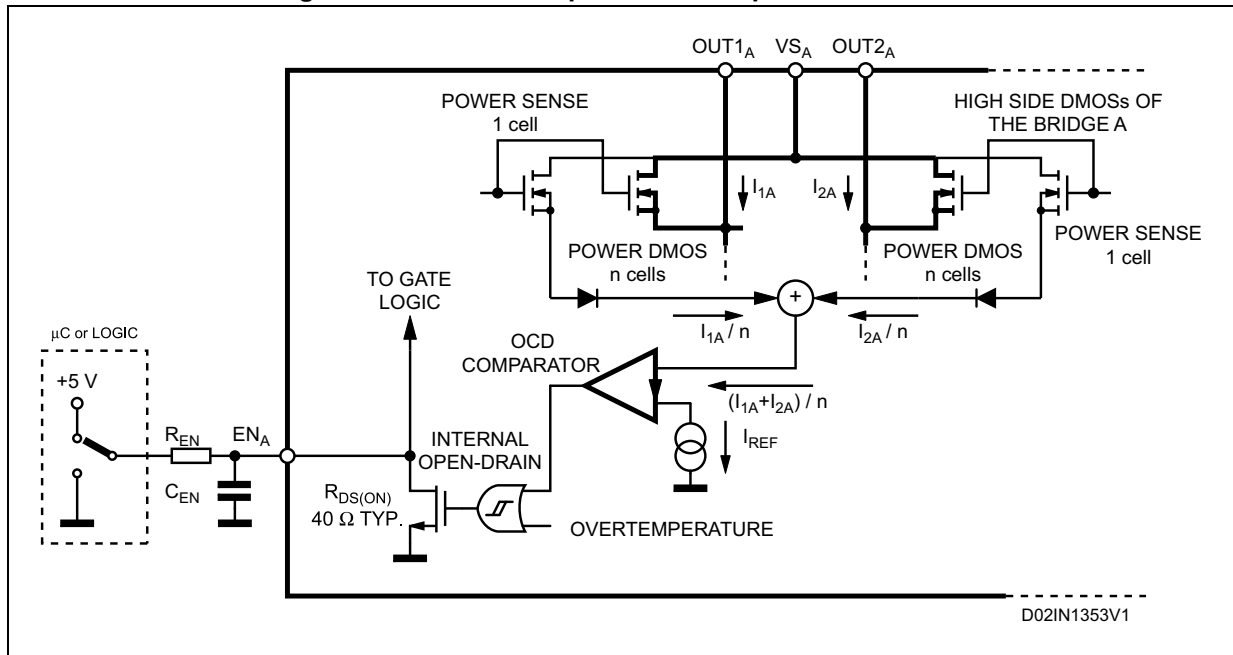 OUT1A VSA OUT2A
POWER SENSE
1 cell
HIGH SIDE DMOSs OF
THE BRIDGE A
I1A I2A
POWER DMOS
n cells
POWER DMOS
n cells
POWER SENSE
1 cell
TO GATE
LOGIC
+
I1A / n I2A / n
µC or LOGIC
OCD
COMPARATOR
+5 V
(I1A+I2A) / n
REN ENA
INTERNAL
OPEN-DRAIN
IREF
CEN
RDS(ON)
40 Ω TYP.
OVERTEMPERATURE
D02IN1353V1